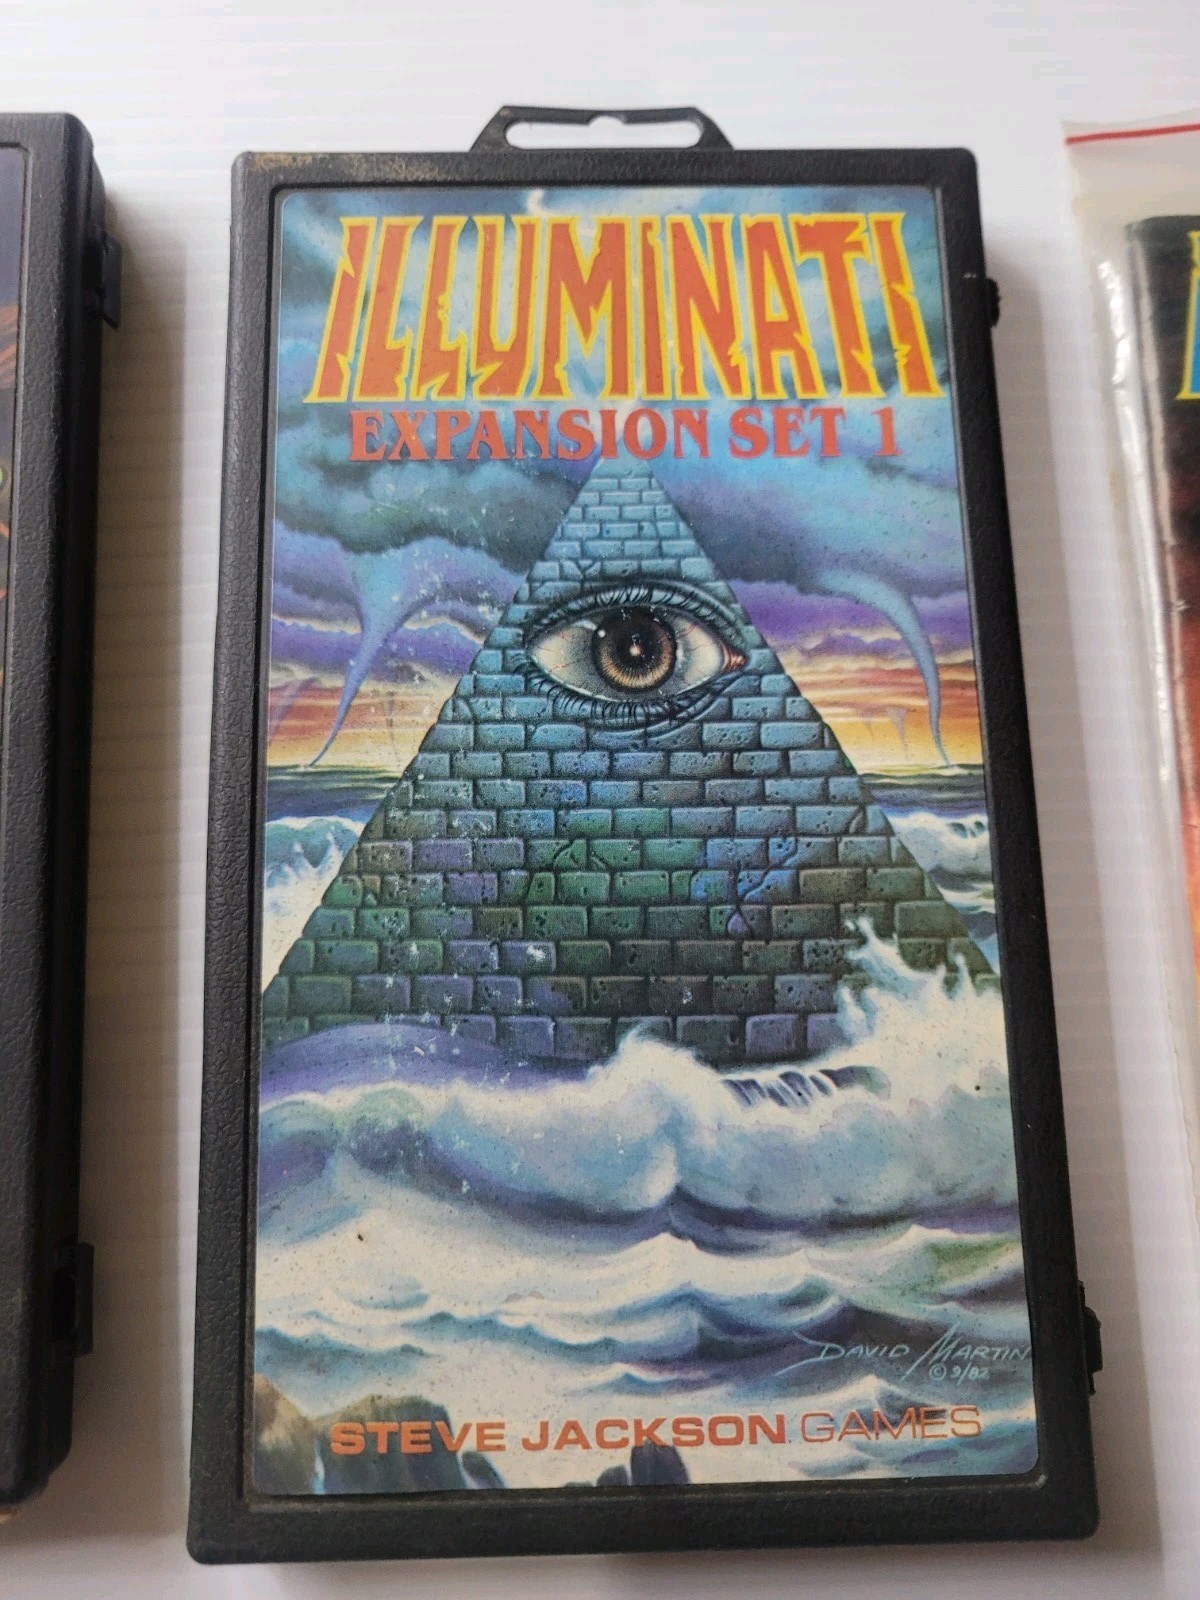 ILLUMINATI
EXPANSION SET 1
DAVID MARTIN
© 9/82
STEVE JACKSON GAMES